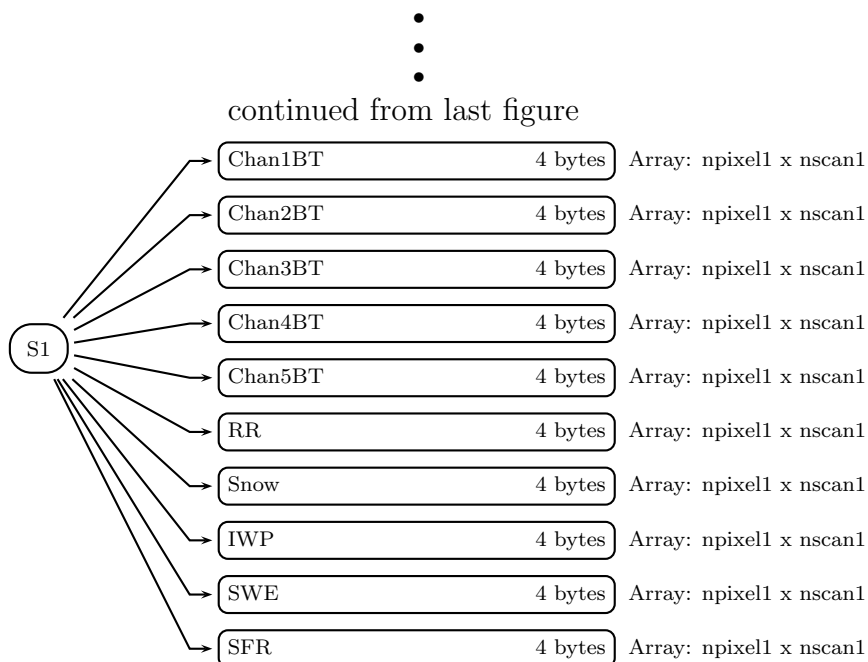 continued from last figure
Chan1BT 4 bytes Array: npixel1 x nscan1
Chan2BT 4 bytes Array: npixel1 x nscan1
Chan3BT 4 bytes Array: npixel1 x nscan1
Chan4BT 4 bytes Array: npixel1 x nscan1
S1
Chan5BT 4 bytes Array: npixel1 x nscan1
RR 4 bytes Array: npixel1 x nscan1
Snow 4 bytes Array: npixel1 x nscan1
IWP 4 bytes Array: npixel1 x nscan1
SWE 4 bytes Array: npixel1 x nscan1
SFR 4 bytes Array: npixel1 x nscan1